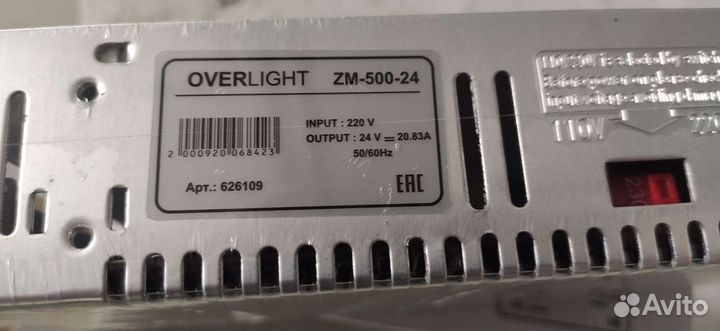 OVERLIGHT ZM-500-24
INPUT : 220 V
OUTPUT : 24 V ⎓ 20.83A
50/60Hz
2 000920 068423
Арт.: 626109
EAC
110V 220
230
Avito